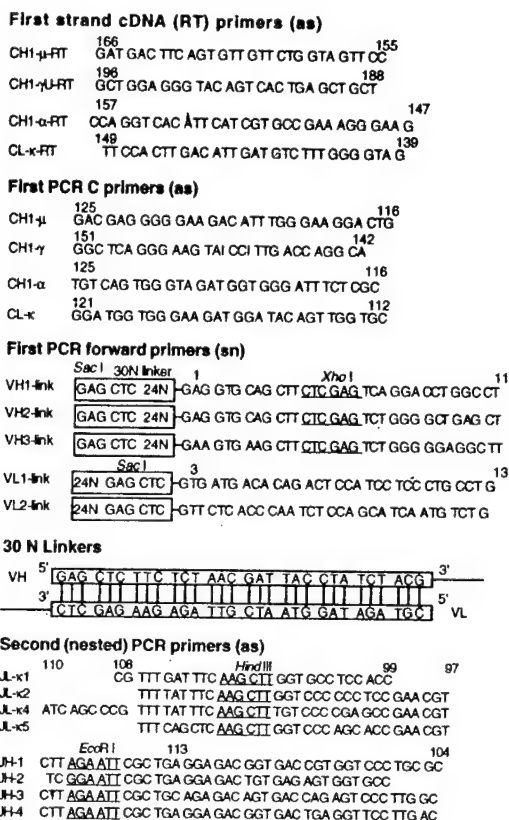 First strand cDNA (RT) primers (as)
166 155
CH1-μ-RT GAT GAC TTC AGT GTT GTT CTG GTA GTT CC
196 188
CH1-γU-RT GCT GGA GGG TAC AGT CAC TGA GCT GCT
157 147
CH1-α-RT CCA GGT CAC ATT CAT CGT GCC GAA AGG GAA G
149 139
CL-κ-RT TT CCA CTT GAC ATT GAT GTC TTT GGG GTA G
First PCR C primers (as)
125 116
CH1-μ GAC GAG GGG GAA GAC ATT TGG GAA GGA CTG
151 142
CH1-γ GGC TCA GGG AAG TAI CCI TTG ACC AGG CA
125 116
CH1-α TGT CAG TGG GTA GAT GGT GGG ATT TCT CGC
121 112
CL-κ GGA TGG TGG GAA GAT GGA TAC AGT TGG TGC
First PCR forward primers (sn)
Sac I 30N linker 1 Xho I 11
VH1-link GAG CTC 24N GAG GTG CAG CTT CTC GAG TCA GGA CCT GGC CT
VH2-link GAG CTC 24N GAG GTG CAG CTT CTC GAG TCT GGG GCT GAG CT
VH3-link GAG CTC 24N GAA GTG AAG CTT CTC GAG TCT GGG GGAGGC TT
Sac I 3 13
VL1-link 24N GAG CTC GTG ATG ACA CAG ACT CCA TCC TCC CTG CCT G
VL2-link 24N GAG CTC GTT CTC ACC CAA TCT CCA GCA TCA ATG TCT G
30 N Linkers
VH 5' GAG CTC TTC TCT AAC GAT TAC CTA TCT ACG 3'
3' CTC GAG AAG AGA TTG CTA ATG GAT AGA TGC 5' VL
Second (nested) PCR primers (as)
110 108 Hind III 99 97
JL-κ1 CG TTT GAT TTC AAG CTT GGT GCC TCC ACC
JL-κ2 TTT TAT TTC AAG CTT GGT CCC CCC TCC GAA CGT
JL-κ4 ATC AGC CCG TTT TAT TTC AAG CTT TGT CCC CGA GCC GAA CGT
JL-κ5 TTT CAG CTC AAG CTT GGT CCC AGC ACC GAA CGT
EcoR I 113 104
JH-1 CTT AGA ATT CGC TGA GGA GAC GGT GAC CGT GGT CCC TGC GC
JH-2 TC GGA ATT CGC TGA GGA GAC TGT GAG AGT GGT GCC
JH-3 CTT AGA ATT CGC TGC AGA GAC AGT GAC CAG AGT CCC TTG GC
JH-4 CTT AGA ATT CGC TGA GGA GAC GGT GAC TGA GGT TCC TTG AC